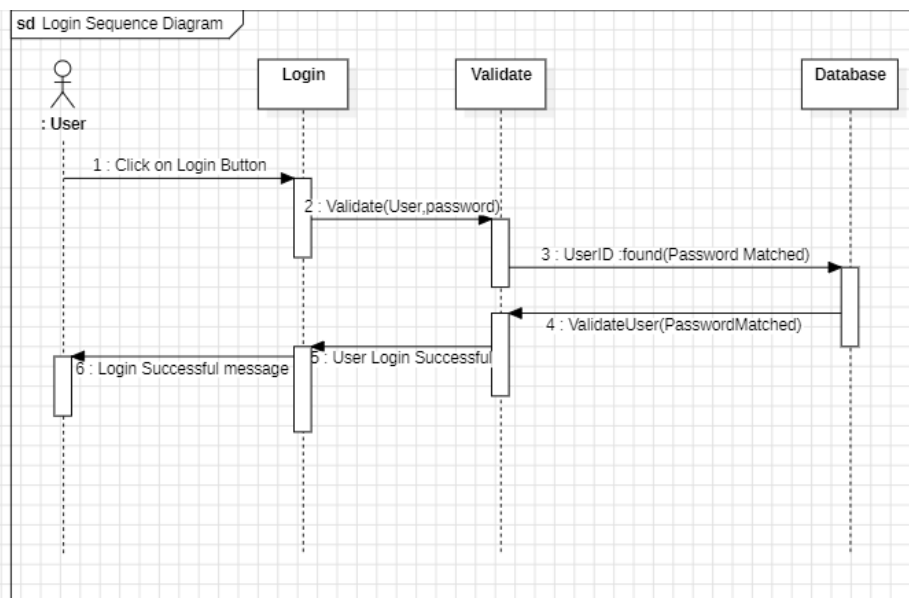 sd Login Sequence Diagram
Login
Validate
Database
: User
1 : Click on Login Button
2 : Validate(User,password)
3 : UserID :found(Password Matched)
4 : ValidateUser(PasswordMatched)
5 : User Login Successful
6 : Login Successful message